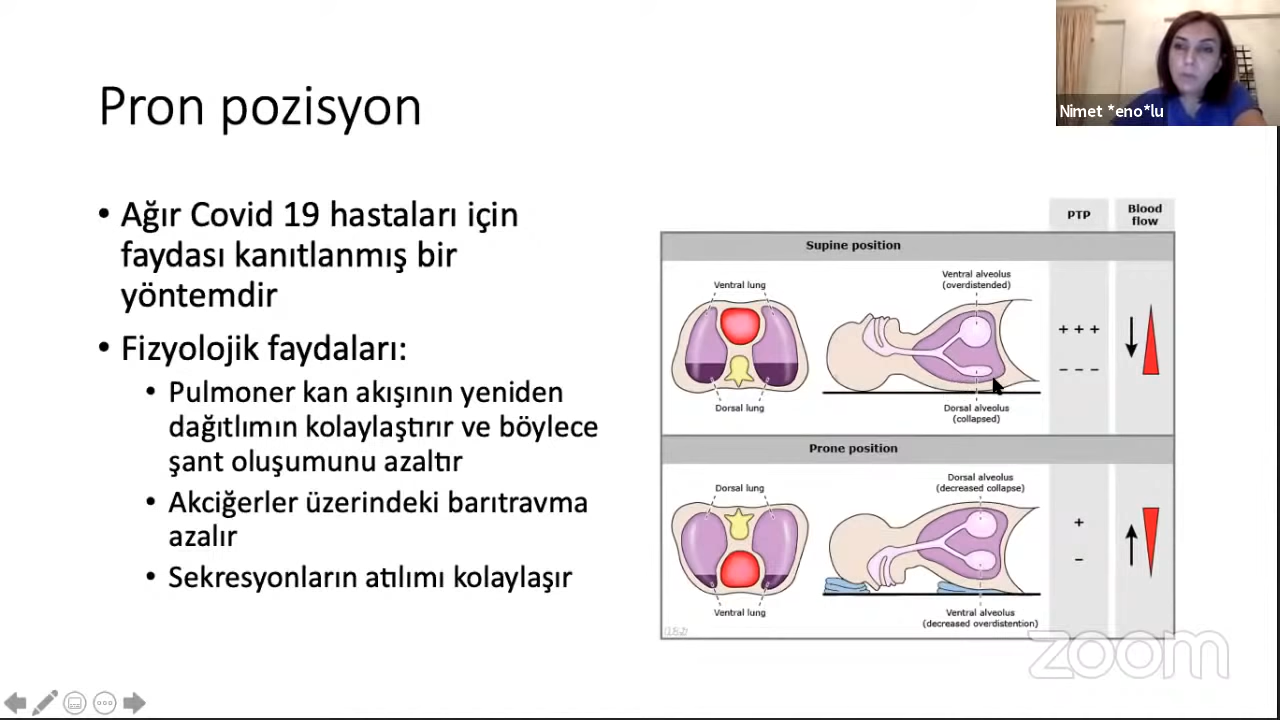 Pron pozisyon
Nimet *eno*lu
• Ağır Covid 19 hastaları için
faydası kanıtlanmış bir
yöntemdir
• Fizyolojik faydaları:
• Pulmoner kan akışının yeniden
dağıtlımın kolaylaştırır ve böylece
şant oluşumunu azaltır
• Akciğerler üzerindeki barıtravma
azalır
• Sekresyonların atılımı kolaylaşır
PTP
Blood
flow
Supine position
Ventral lung
Dorsal lung
Ventral alveolus
(overdistended)
Dorsal alveolus
(collapsed)
+ + +
– – –
Prone position
Dorsal lung
Ventral lung
Dorsal alveolus
(decreased collapse)
Ventral alveolus
(decreased overdistention)
+
–
zoom